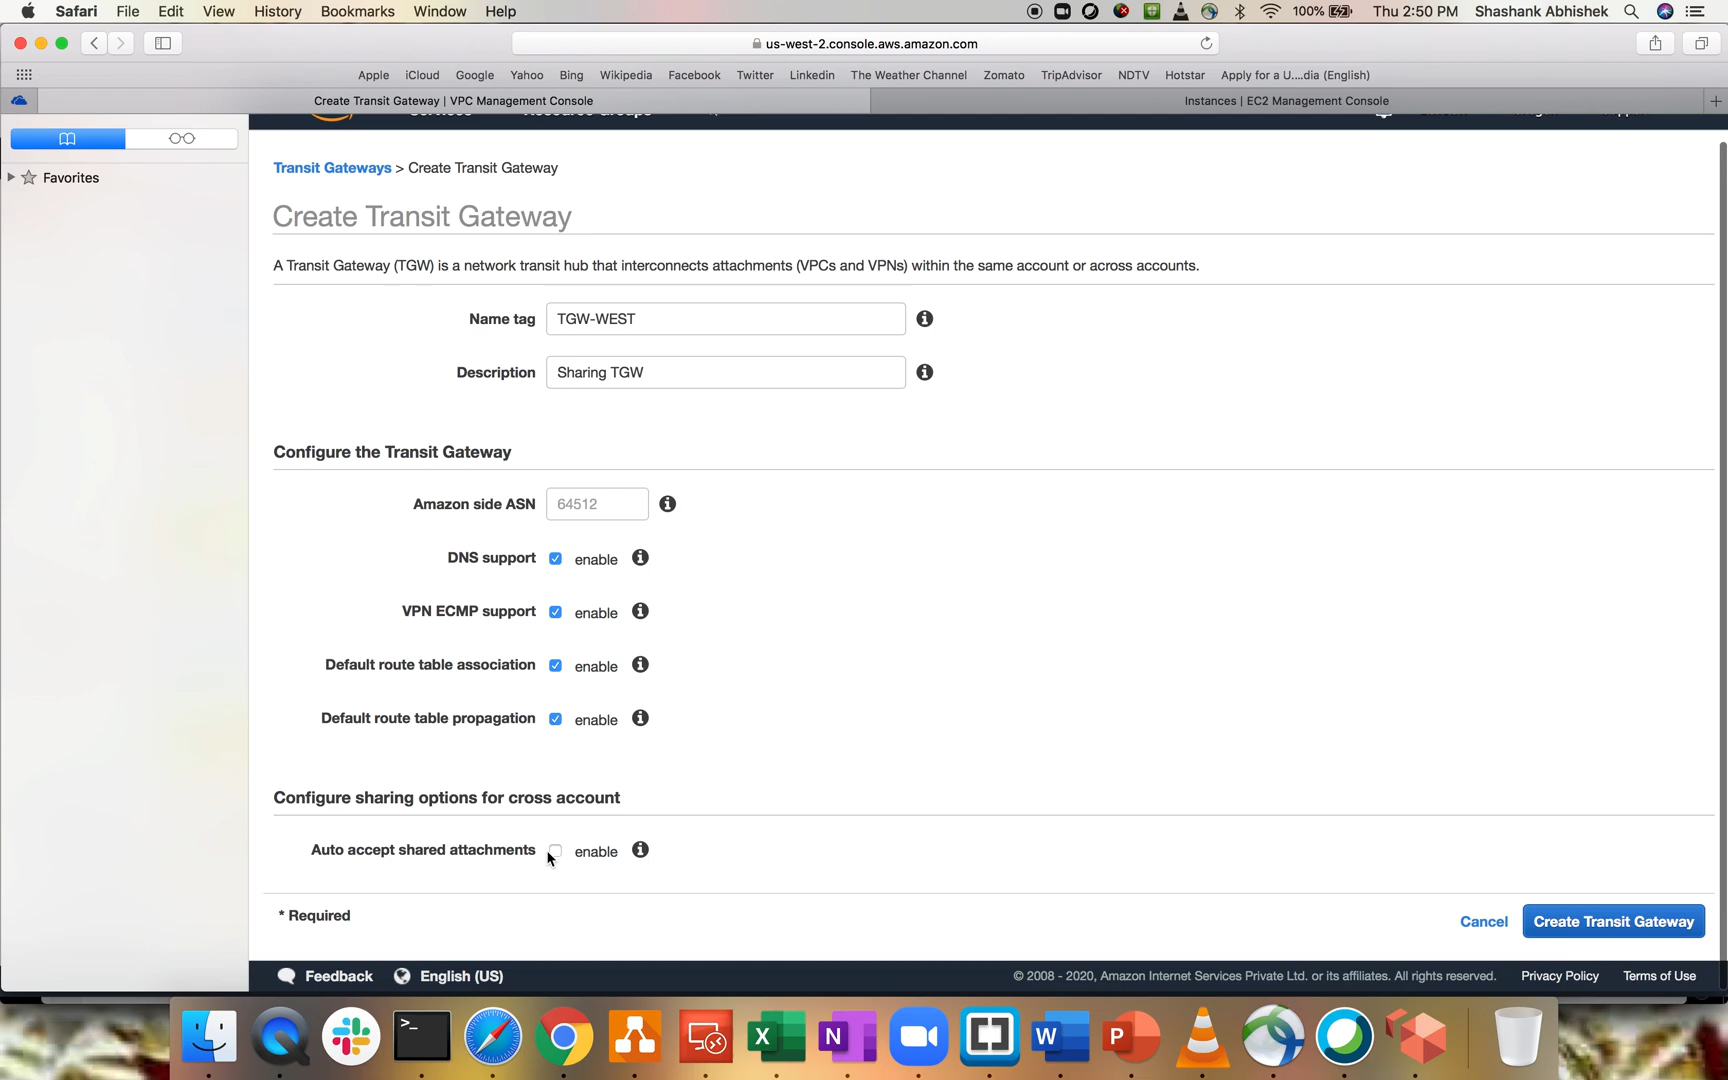 Safari File Edit View History Bookmarks Window Help 100% Thu 2:50 PM Shashank Abhishek
us-west-2.console.aws.amazon.com
Apple iCloud Google Yahoo Bing Wikipedia Facebook Twitter Linkedin The Weather Channel Zomato TripAdvisor NDTV Hotstar Apply for a U....dia (English)
Create Transit Gateway | VPC Management Console Instances | EC2 Management Console
Favorites
Transit Gateways > Create Transit Gateway
Create Transit Gateway
A Transit Gateway (TGW) is a network transit hub that interconnects attachments (VPCs and VPNs) within the same account or across accounts.
Name tag TGW-WEST
Description Sharing TGW
Configure the Transit Gateway
Amazon side ASN 64512
DNS support enable
VPN ECMP support enable
Default route table association enable
Default route table propagation enable
Configure sharing options for cross account
Auto accept shared attachments enable
* Required
Cancel Create Transit Gateway
Feedback English (US) © 2008 - 2020, Amazon Internet Services Private Ltd. or its affiliates. All rights reserved. Privacy Policy Terms of Use